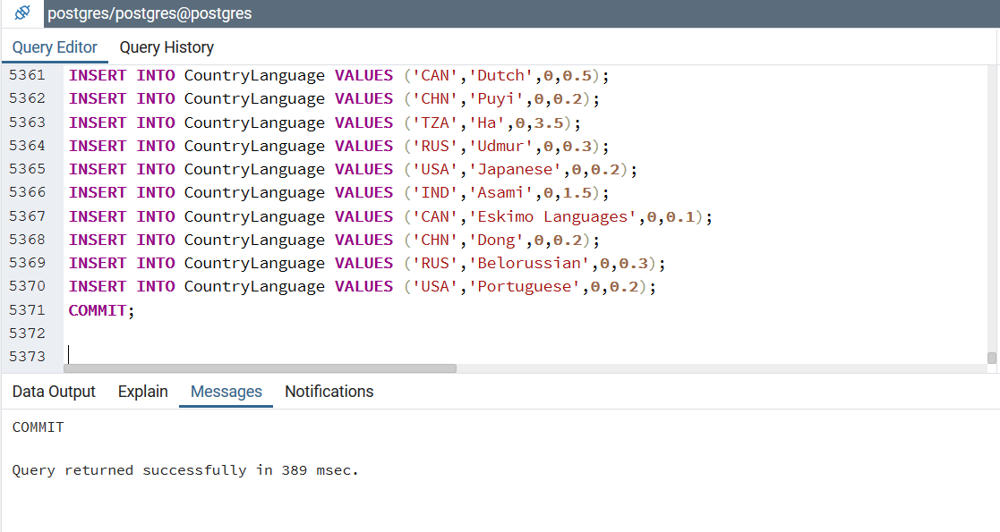 postgres/postgres@postgres
Query Editor Query History
5361 INSERT INTO CountryLanguage VALUES ('CAN','Dutch',0,0.5);
5362 INSERT INTO CountryLanguage VALUES ('CHN','Puyi',0,0.2);
5363 INSERT INTO CountryLanguage VALUES ('TZA','Ha',0,3.5);
5364 INSERT INTO CountryLanguage VALUES ('RUS','Udmur',0,0.3);
5365 INSERT INTO CountryLanguage VALUES ('USA','Japanese',0,0.2);
5366 INSERT INTO CountryLanguage VALUES ('IND','Asami',0,1.5);
5367 INSERT INTO CountryLanguage VALUES ('CAN','Eskimo Languages',0,0.1);
5368 INSERT INTO CountryLanguage VALUES ('CHN','Dong',0,0.2);
5369 INSERT INTO CountryLanguage VALUES ('RUS','Belorussian',0,0.3);
5370 INSERT INTO CountryLanguage VALUES ('USA','Portuguese',0,0.2);
5371 COMMIT;
5372
5373
Data Output Explain Messages Notifications
COMMIT
Query returned successfully in 389 msec.